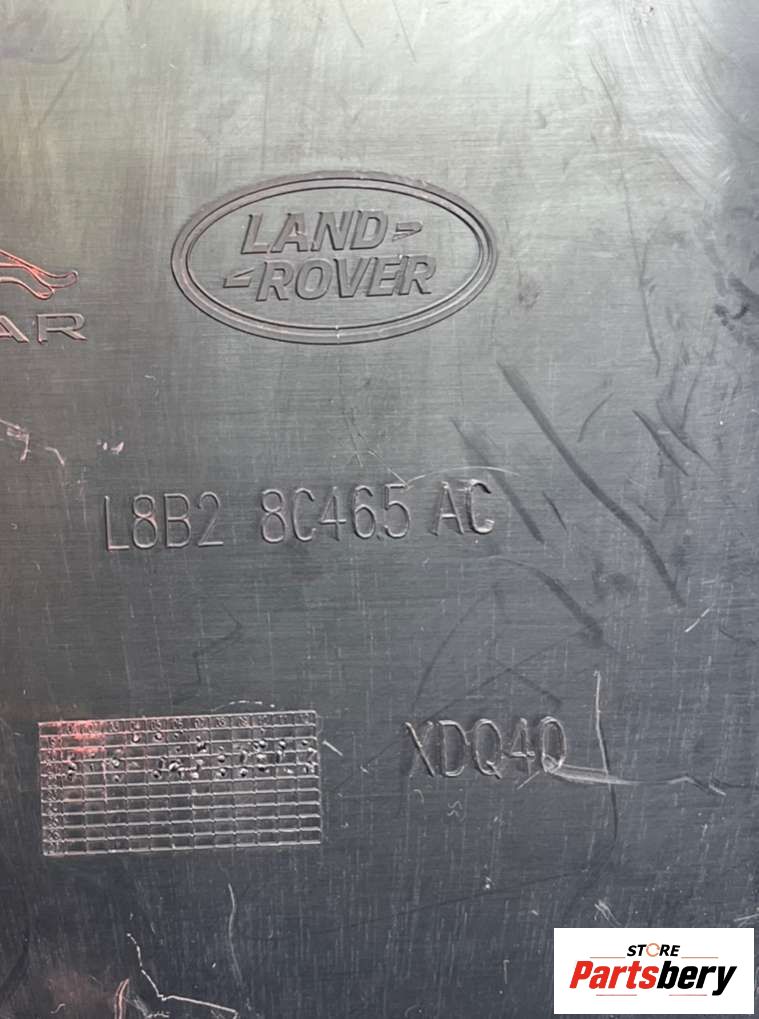 LAND
ROVER
AR
L8B2 8C465 AC
XDQ40
STORE
Partsbery